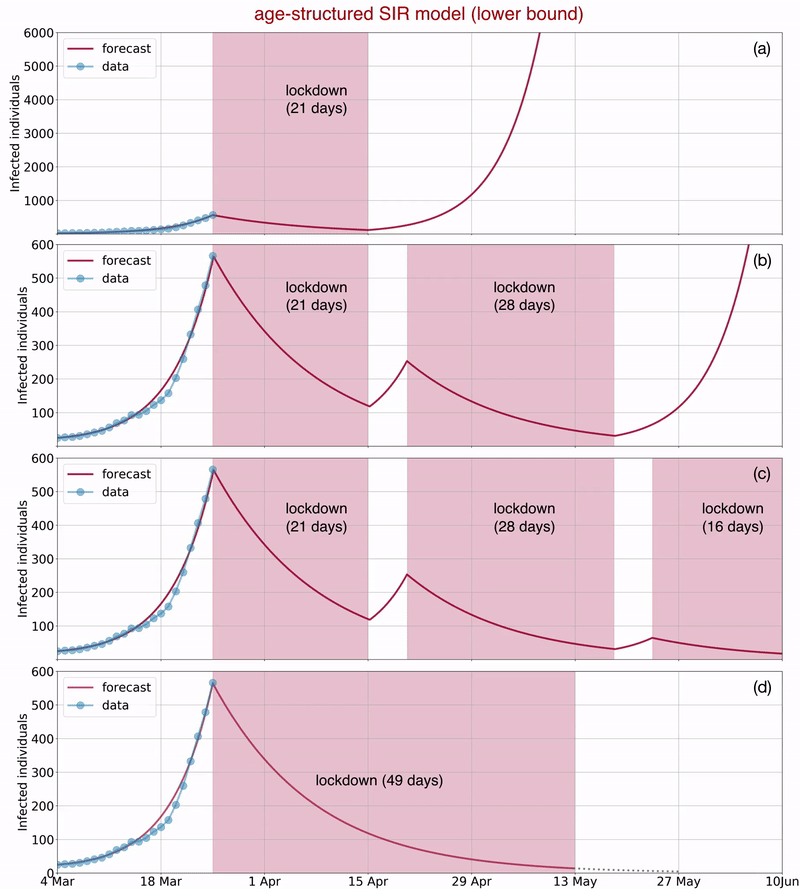 age-structured SIR model (lower bound)
6000
5000
4000
3000
2000
1000
Infected individuals
forecast
data
lockdown
(21 days)
(a)
600
500
400
300
200
100
Infected individuals
forecast
data
lockdown
(21 days)
lockdown
(28 days)
(b)
600
500
400
300
200
100
Infected individuals
forecast
data
lockdown
(21 days)
lockdown
(28 days)
lockdown
(16 days)
(c)
600
500
400
300
200
100
0
Infected individuals
forecast
data
lockdown (49 days)
(d)
4 Mar 18 Mar 1 Apr 15 Apr 29 Apr 13 May 27 May 10Jun